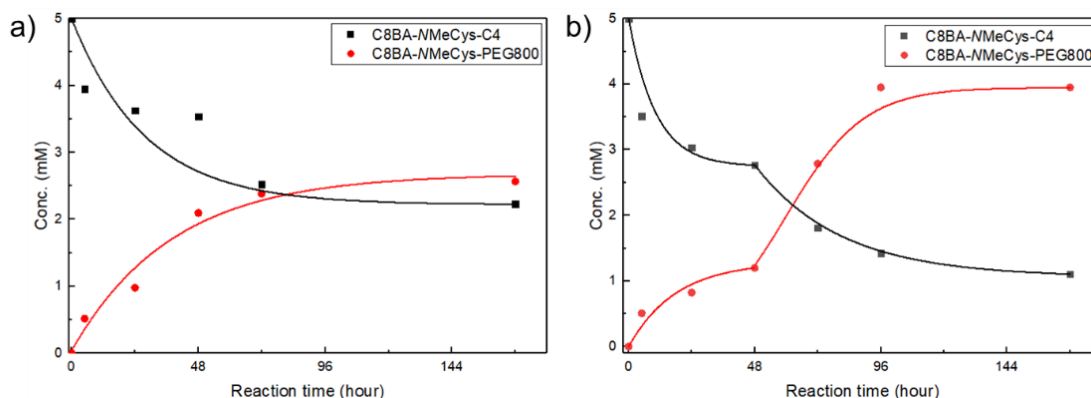 a)
C8BA-NMeCys-C4
C8BA-NMeCys-PEG800
Conc. (mM)
5
4
3
2
1
0
0 48 96 144
Reaction time (hour)
b)
C8BA-NMeCys-C4
C8BA-NMeCys-PEG800
Conc. (mM)
5
4
3
2
1
0
0 48 96 144
Reaction time (hour)